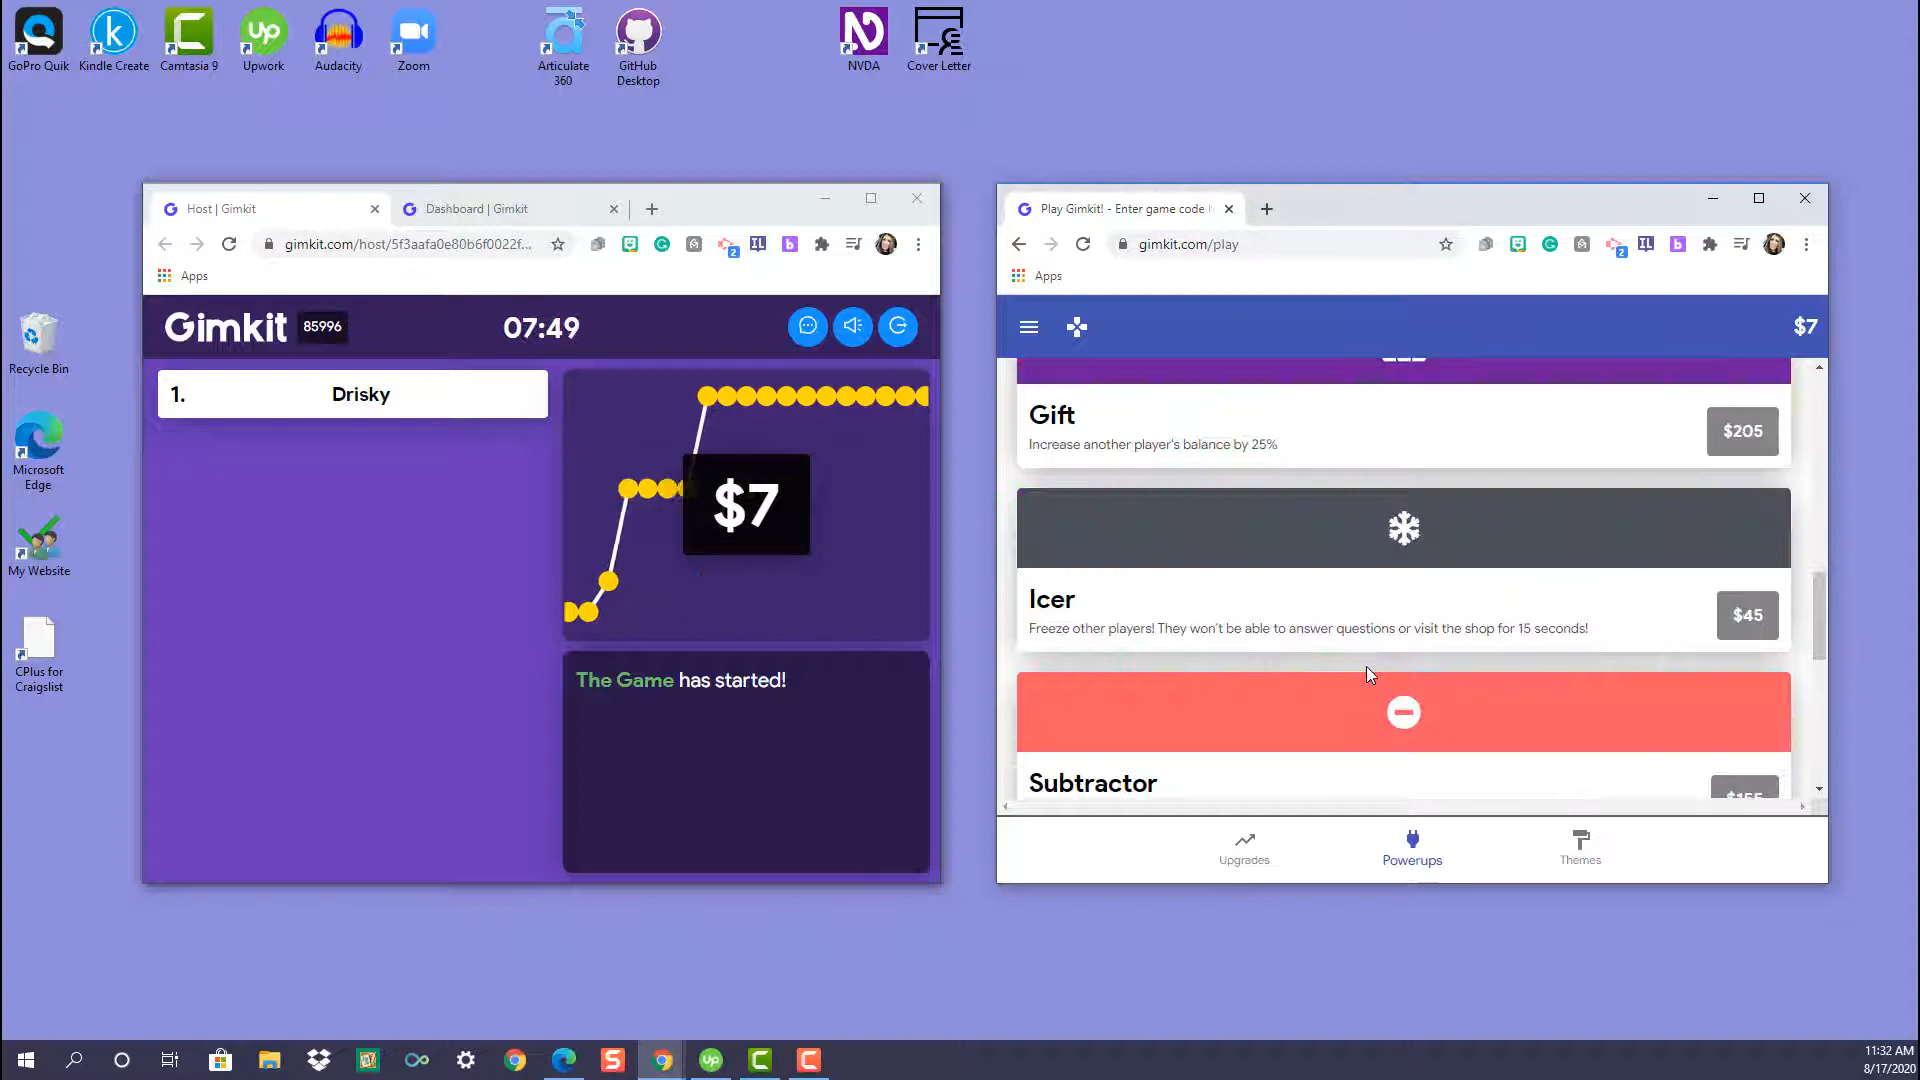 GoPro Quik
Kindle Create
Camtasia 9
Upwork
Audacity
Zoom
Articulate
360
GitHub
Desktop
NVDA
Cover Letter
Recycle Bin
Microsoft
Edge
My Website
CPlus for
Craigslist
Host | Gimkit
Dashboard | Gimkit
gimkit.com/host/5f3aafa0e80b6f0022f...
Apps
Gimkit
85996
07:49
1. Drisky
$7
The Game has started!
Play Gimkit! - Enter game code
gimkit.com/play
Apps
$7
Gift
Increase another player's balance by 25%
$205
Icer
Freeze other players! They won't be able to answer questions or visit the shop for 15 seconds!
$45
Subtractor
$155
Upgrades
Powerups
Themes
11:32 AM
8/17/2020